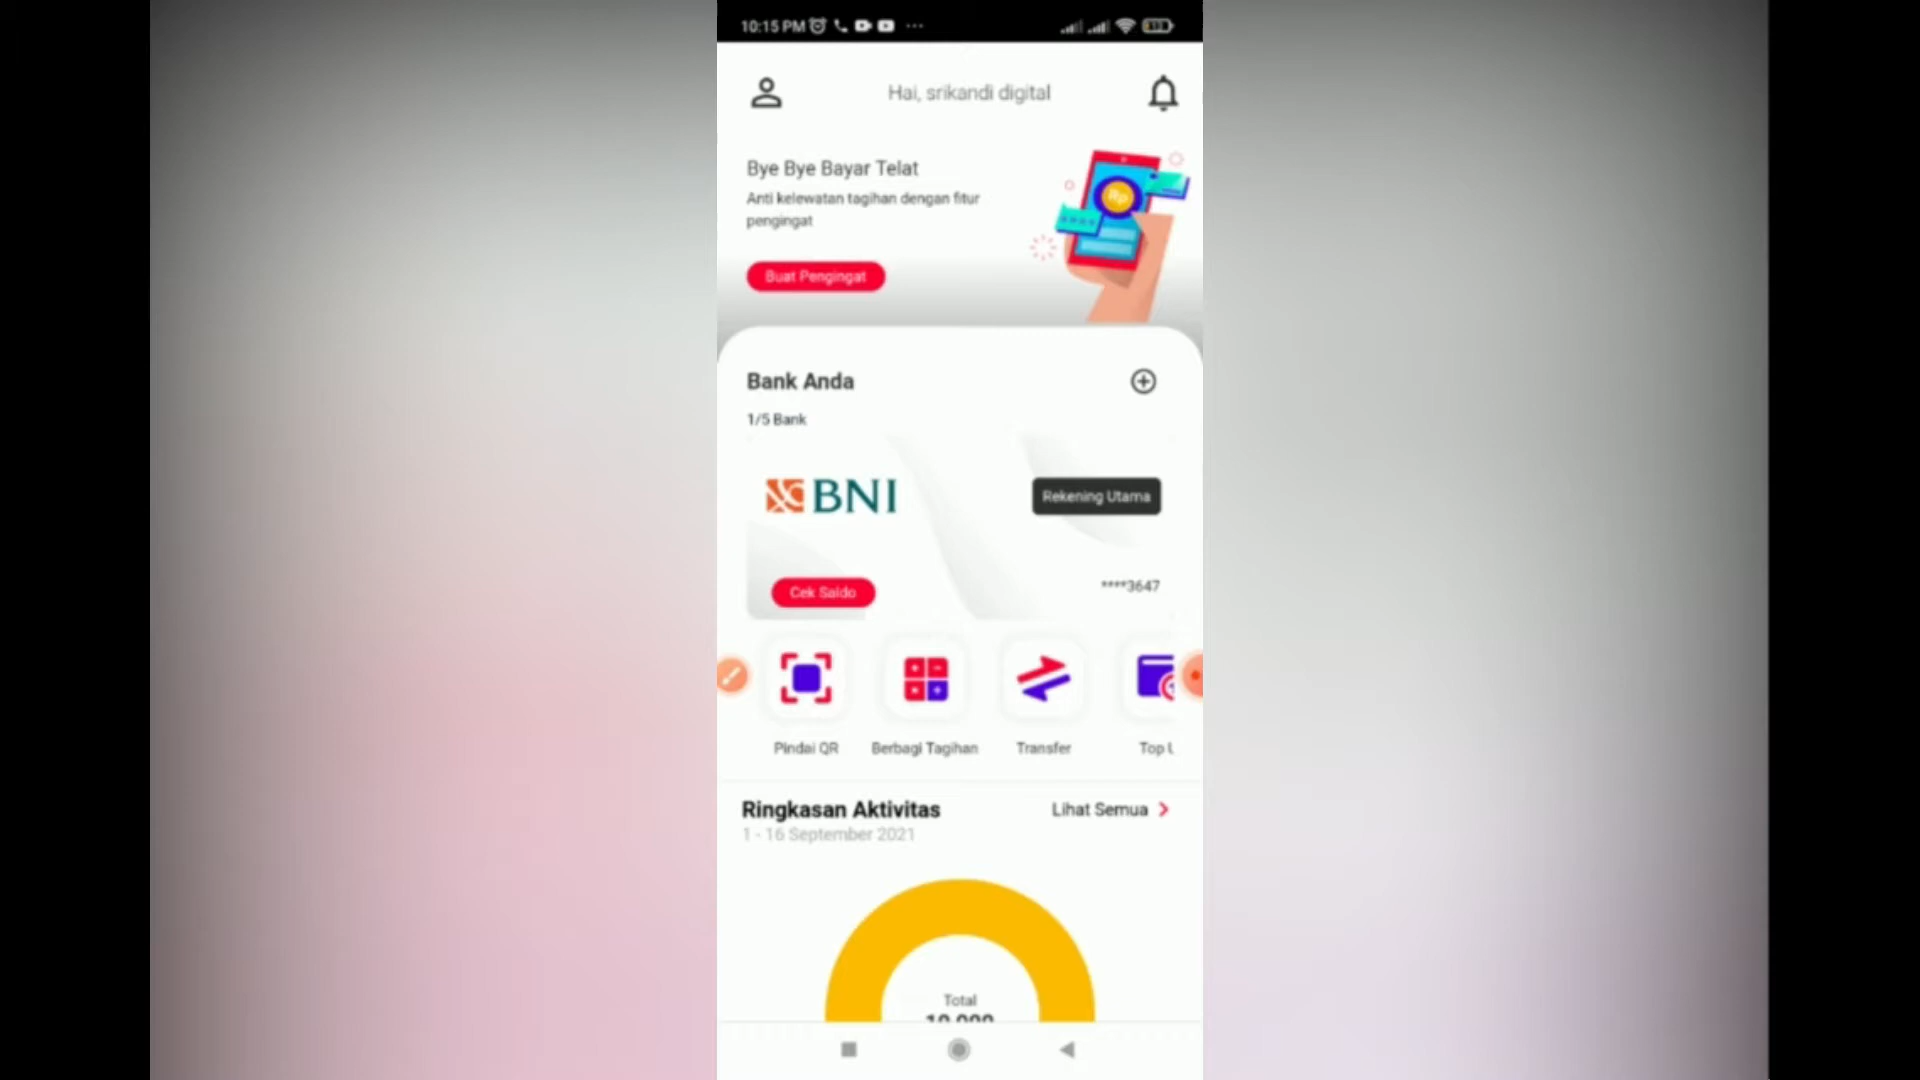 10:15 PM
Hai, srikandi digital
Bye Bye Bayar Telat
Anti kelewatan tagihan dengan fitur
pengingat
Rp
Buat Pengingat
Bank Anda
1/5 Bank
BNI
Rekening Utama
Cek Saldo
****3647
Pindai QR
Berbagi Tagihan
Transfer
Top
Ringkasan Aktivitas
Lihat Semua
1 - 16 September 2021
Total